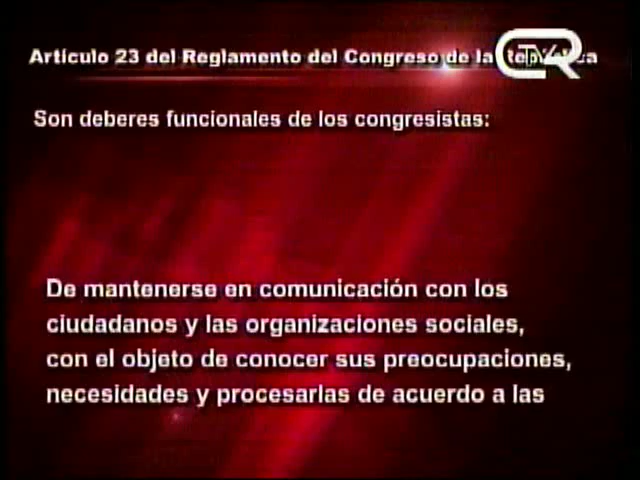 Artículo 23 del Reglamento del Congreso de la República
Son deberes funcionales de los congresistas:
De mantenerse en comunicación con los
ciudadanos y las organizaciones sociales,
con el objeto de conocer sus preocupaciones,
necesidades y procesarlas de acuerdo a las